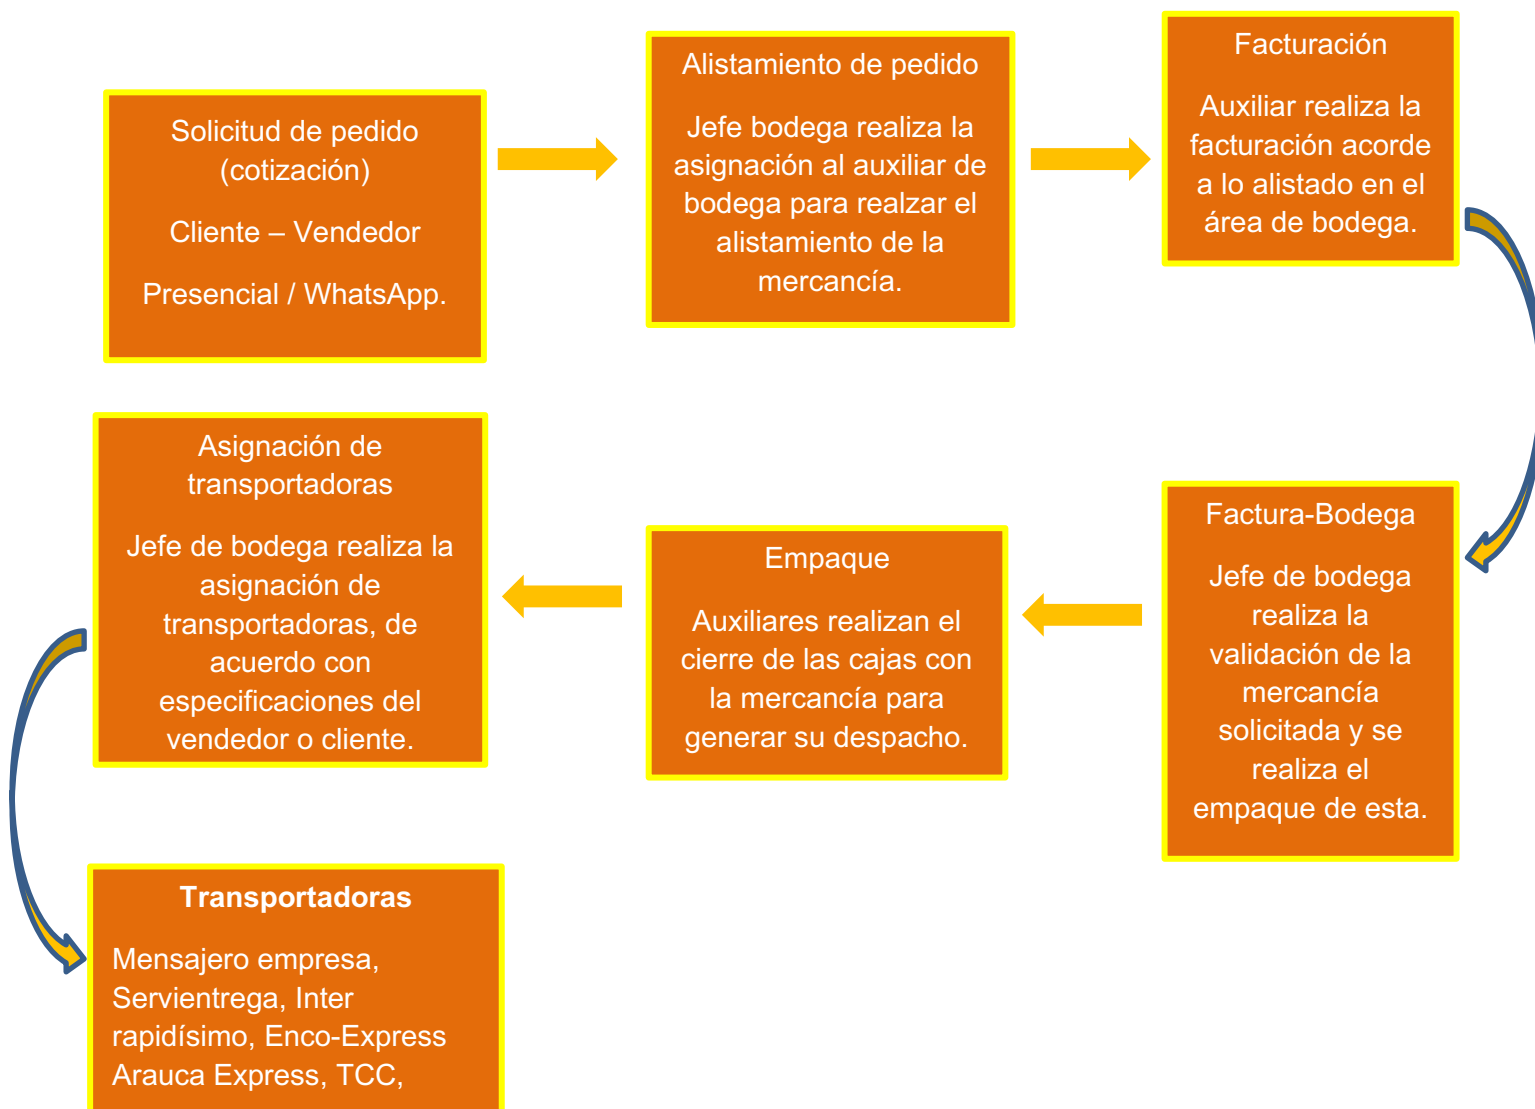 Solicitud de pedido
(cotización)
Cliente – Vendedor
Presencial / WhatsApp.
Alistamiento de pedido
Jefe bodega realiza la
asignación al auxiliar de
bodega para realzar el
alistamiento de la
mercancía.
Facturación
Auxiliar realiza la
facturación acorde
a lo alistado en el
área de bodega.
Factura-Bodega
Jefe de bodega
realiza la
validación de la
mercancía
solicitada y se
realiza el
empaque de esta.
Empaque
Auxiliares realizan el
cierre de las cajas con
la mercancía para
generar su despacho.
Asignación de
transportadoras
Jefe de bodega realiza la
asignación de
transportadoras, de
acuerdo con
especificaciones del
vendedor o cliente.
Transportadoras
Mensajero empresa,
Servientrega, Inter
rapidísimo, Enco-Express
Arauca Express, TCC,